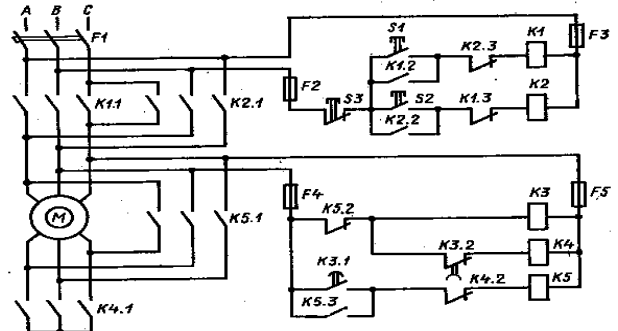 A B C
F1
S1
K1
F3
K2.3
K1.2
F2
K2
K1.1
K2.1
S3
S2
K1.3
K2.2
F4
F5
K3
K5.2
M
K5.1
K3.2
K4
K3.1
K4.2
K5
K5.3
K4.1